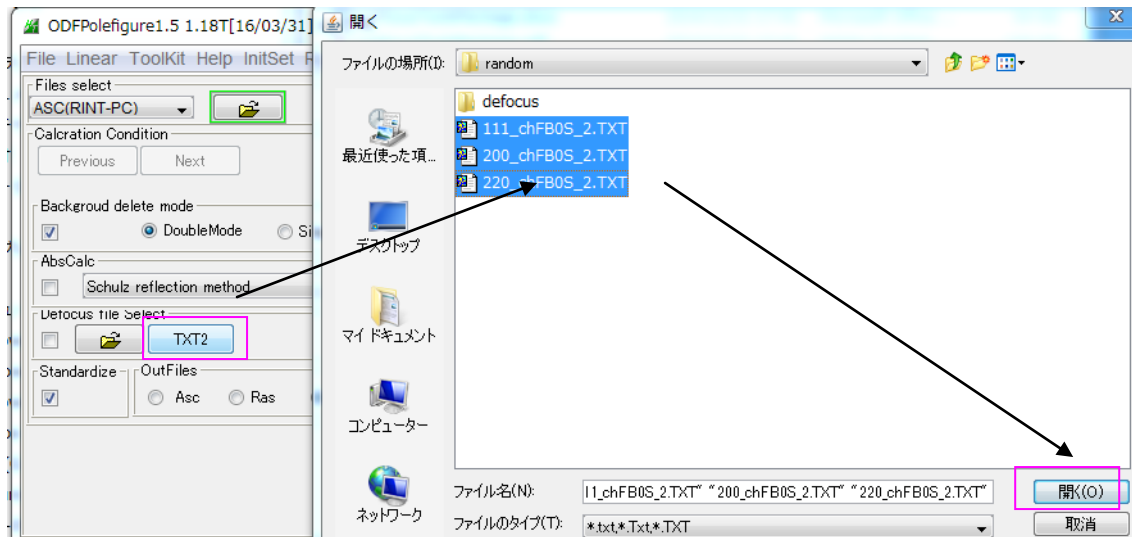 ODFPolefigure1.5 1.18T[16/03/31]
File Linear ToolKit Help InitSet
Files select
ASC(RINT-PC)
Calcration Condition
Previous Next
Backgroud delete mode
DoubleMode
AbsCalc
Schulz reflection method
Defocus file Select
TXT2
Standardize
OutFiles
Asc Ras
開く
ファイルの場所(I):
random
最近使った項...
デスクトップ
マイ ドキュメント
コンピューター
ネットワーク
defocus
111_chFB0S_2.TXT
200_chFB0S_2.TXT
220_chFB0S_2.TXT
ファイル名(N):
11_chFB0S_2.TXT" "200_chFB0S_2.TXT" "220_chFB0S_2.TXT"
開く(O)
ファイルのタイプ(T):
*.txt,*.Txt,*.TXT
取消